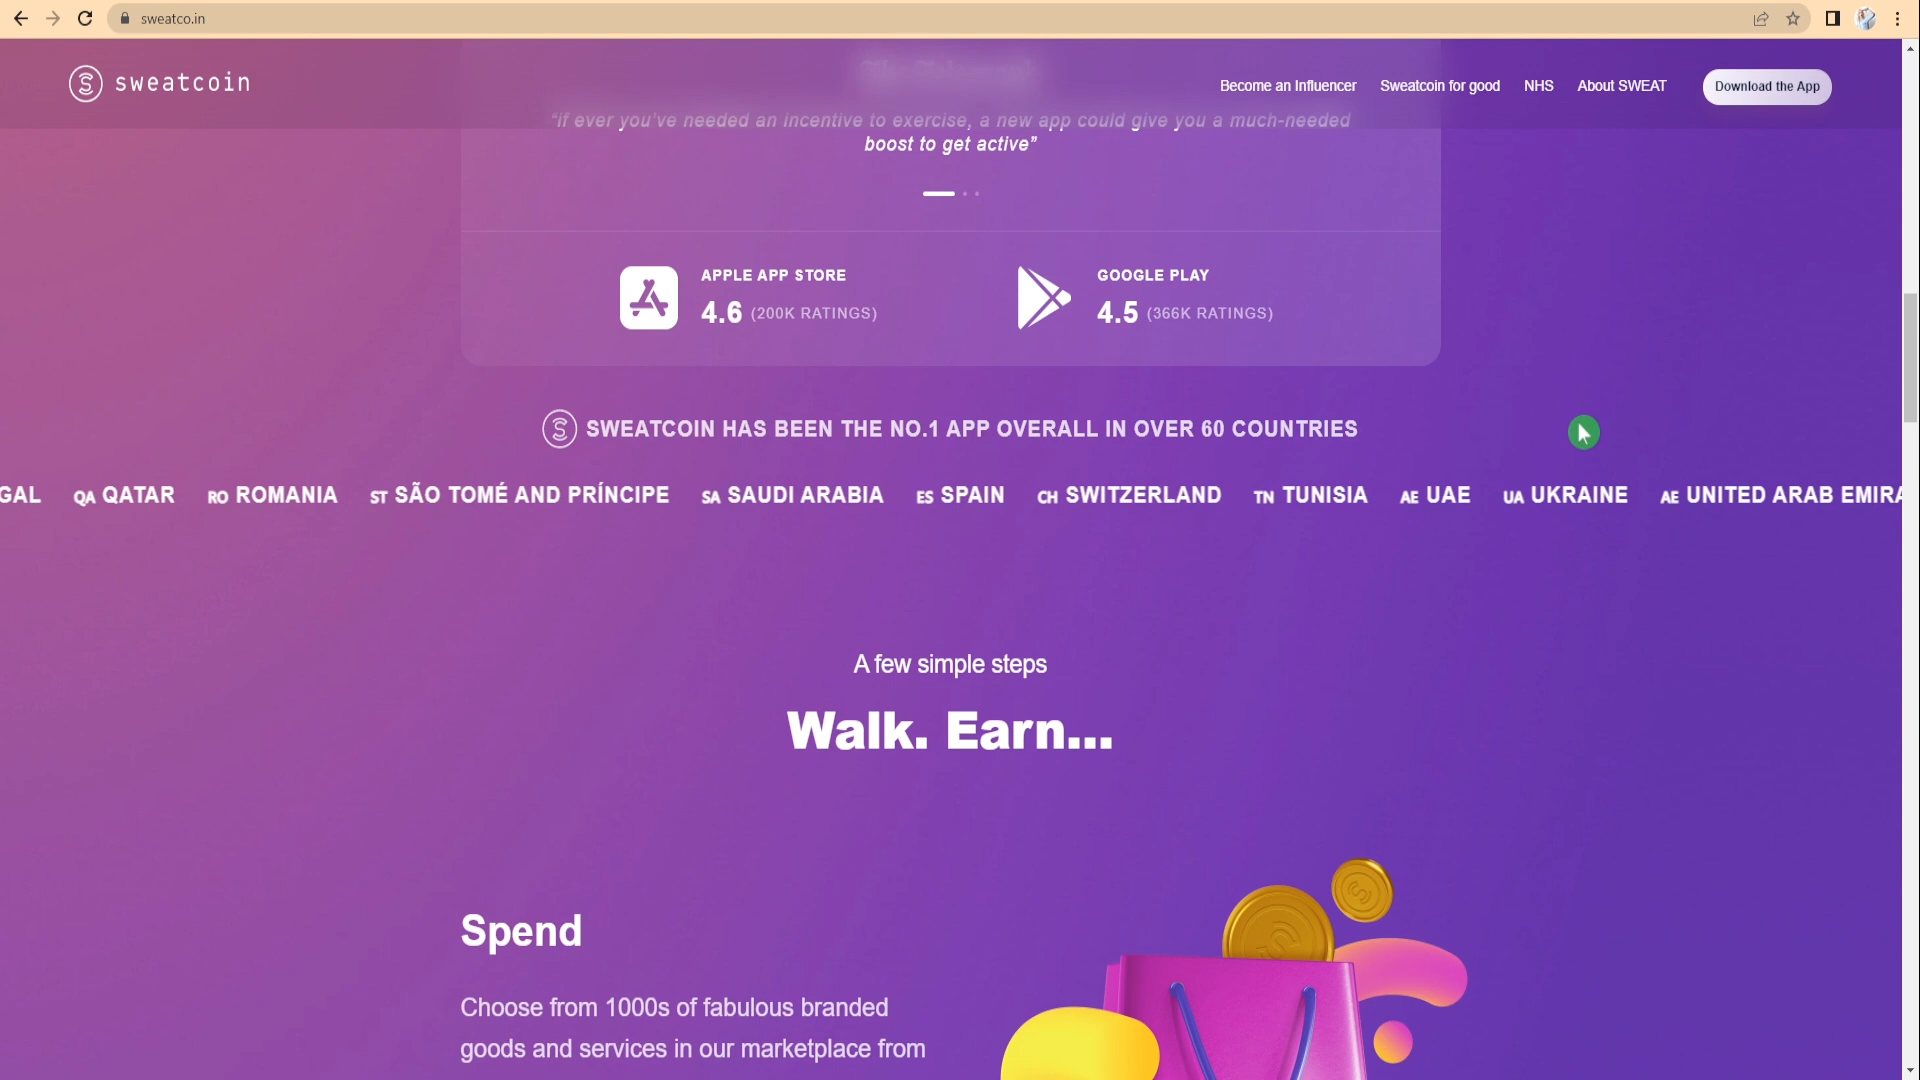 sweatco.in
sweatcoin
Become an Influencer
Sweatcoin for good
NHS
About SWEAT
Download the App
"if ever you've needed an incentive to exercise, a new app could give you a much-needed
boost to get active"
APPLE APP STORE
4.6 (200K RATINGS)
GOOGLE PLAY
4.5 (366K RATINGS)
SWEATCOIN HAS BEEN THE NO.1 APP OVERALL IN OVER 60 COUNTRIES
GAL QA QATAR RO ROMANIA ST SÃO TOMÉ AND PRÍNCIPE SA SAUDI ARABIA ES SPAIN CH SWITZERLAND TN TUNISIA AE UAE UA UKRAINE AE UNITED ARAB EMIRA
A few simple steps
Walk. Earn...
Spend
Choose from 1000s of fabulous branded
goods and services in our marketplace from